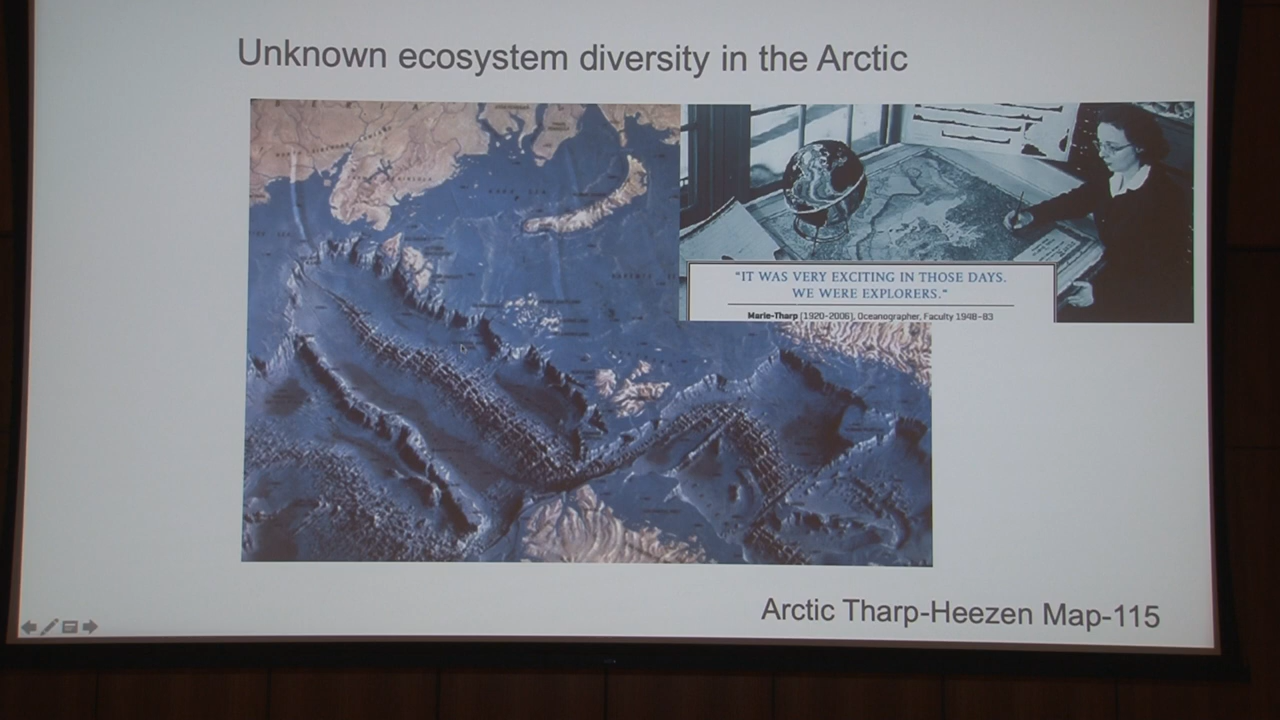 Unknown ecosystem diversity in the Arctic
"IT WAS VERY EXCITING IN THOSE DAYS.
WE WERE EXPLORERS."
Marie-Tharp (1920-2006), Oceanographer, Faculty 1948-83
Arctic Tharp-Heezen Map-115